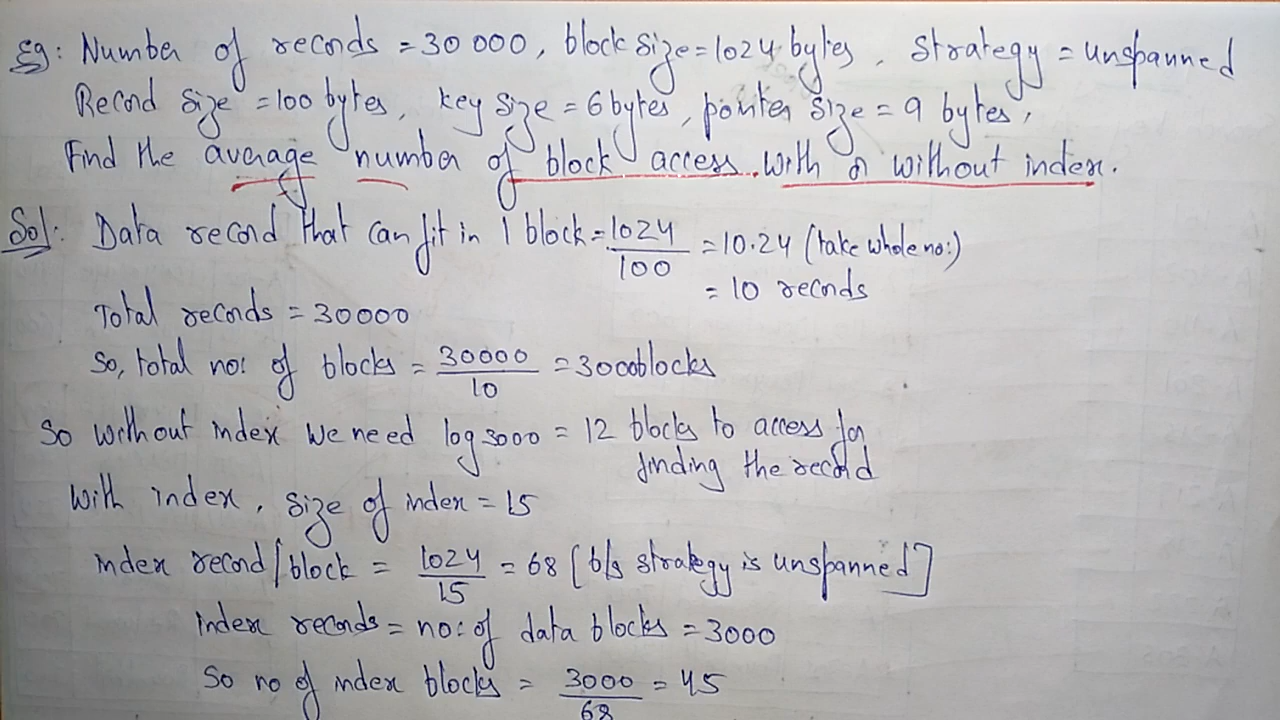 Eg: Number of records = 30 000, block size = 1024 bytes, Strategy = unspanned
Record size = 100 bytes, key size = 6 bytes, pointer size = 9 bytes,
Find the average number of block access with or without index.
Sol: Data record that can fit in 1 block = 1024/100 = 10.24 (take whole no:)
= 10 records
Total records = 30000
So, total no: of blocks = 30000/10 = 3000 blocks
So without index we need log 3000 = 12 blocks to access for
finding the record
With index, size of index = 15
index record/block = 1024/15 = 68 [b/s strategy is unspanned]
index records = no: of data blocks = 3000
So no of index blocks = 3000/68 = 45